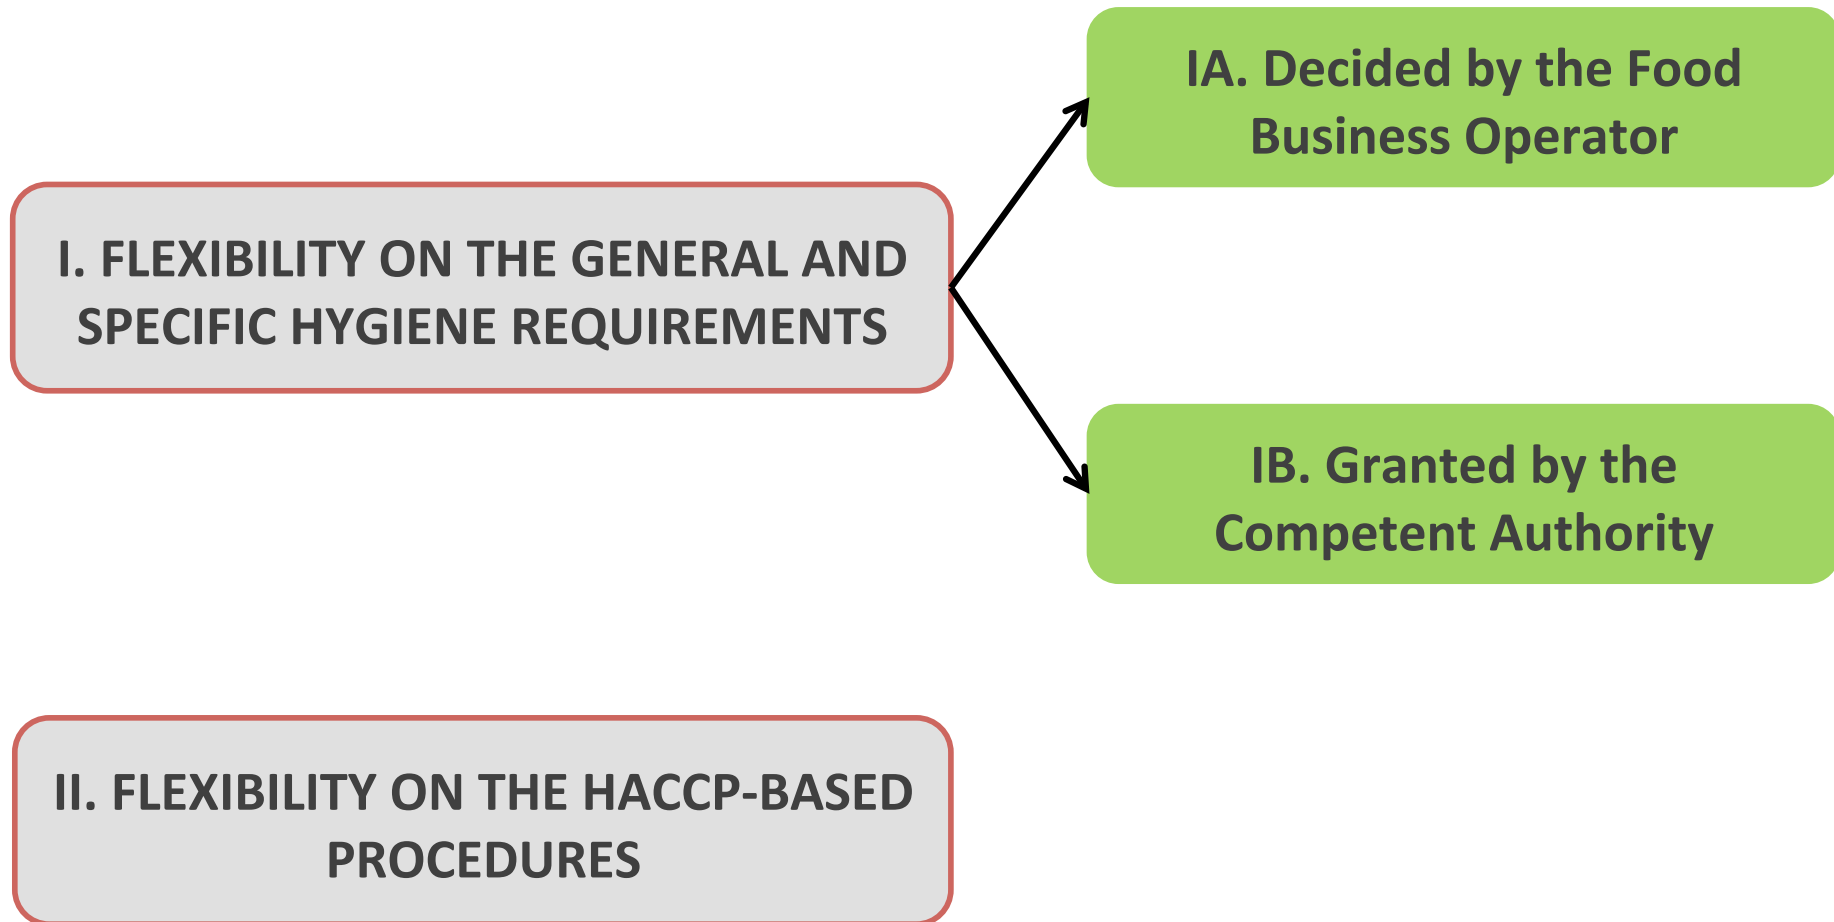 IA. Decided by the Food
Business Operator
I. FLEXIBILITY ON THE GENERAL AND
SPECIFIC HYGIENE REQUIREMENTS
IB. Granted by the
Competent Authority
II. FLEXIBILITY ON THE HACCP-BASED
PROCEDURES